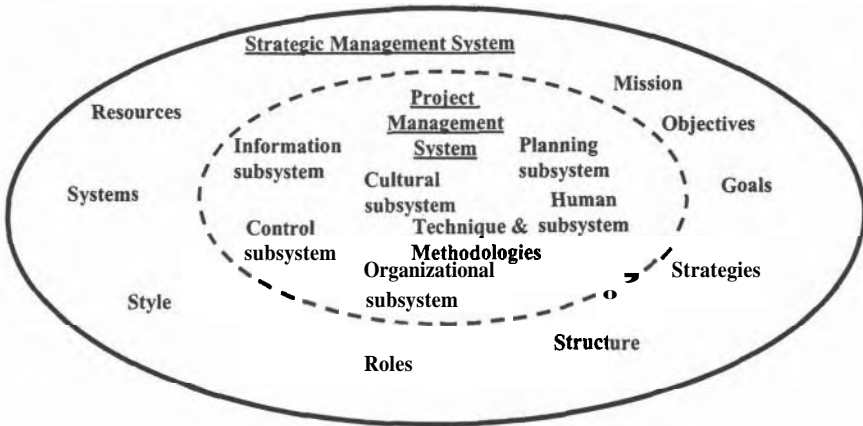 Strategic Management System
Mission
Resources
Project
Management
System
Objectives
Information
subsystem
Planning
subsystem
Cultural
subsystem
Goals
Systems
Human
subsystem
Control
subsystem
Technique &
Methodologies
Organizational
subsystem
Strategies
Style
Structure
Roles